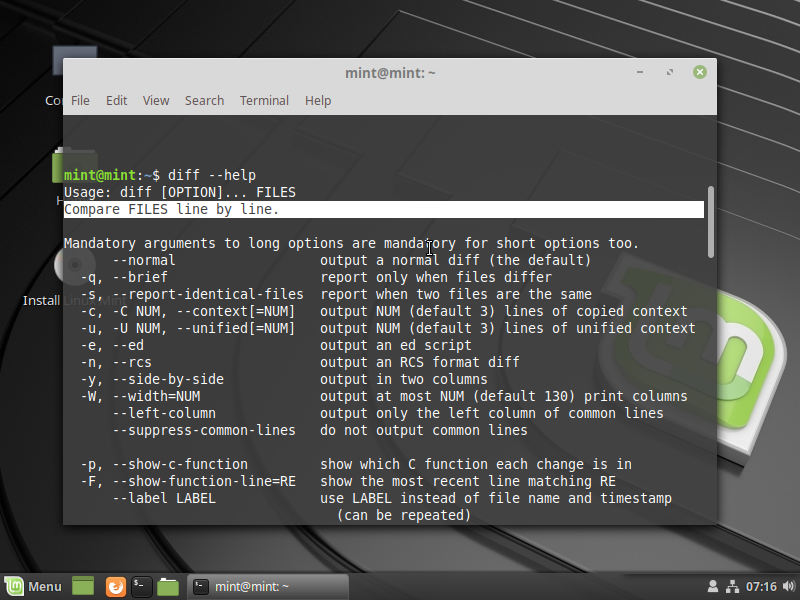 mint@mint: ~
File Edit View Search Terminal Help
mint@mint:~$ diff --help
Usage: diff [OPTION]... FILES
Compare FILES line by line.
Mandatory arguments to long options are mandatory for short options too.
--normal output a normal diff (the default)
-q, --brief report only when files differ
-s, --report-identical-files report when two files are the same
-c, -C NUM, --context[=NUM] output NUM (default 3) lines of copied context
-u, -U NUM, --unified[=NUM] output NUM (default 3) lines of unified context
-e, --ed output an ed script
-n, --rcs output an RCS format diff
-y, --side-by-side output in two columns
-W, --width=NUM output at most NUM (default 130) print columns
--left-column output only the left column of common lines
--suppress-common-lines do not output common lines
-p, --show-c-function show which C function each change is in
-F, --show-function-line=RE show the most recent line matching RE
--label LABEL use LABEL instead of file name and timestamp
(can be repeated)
Install Linux Mint
Menu mint@mint: ~ 07:16